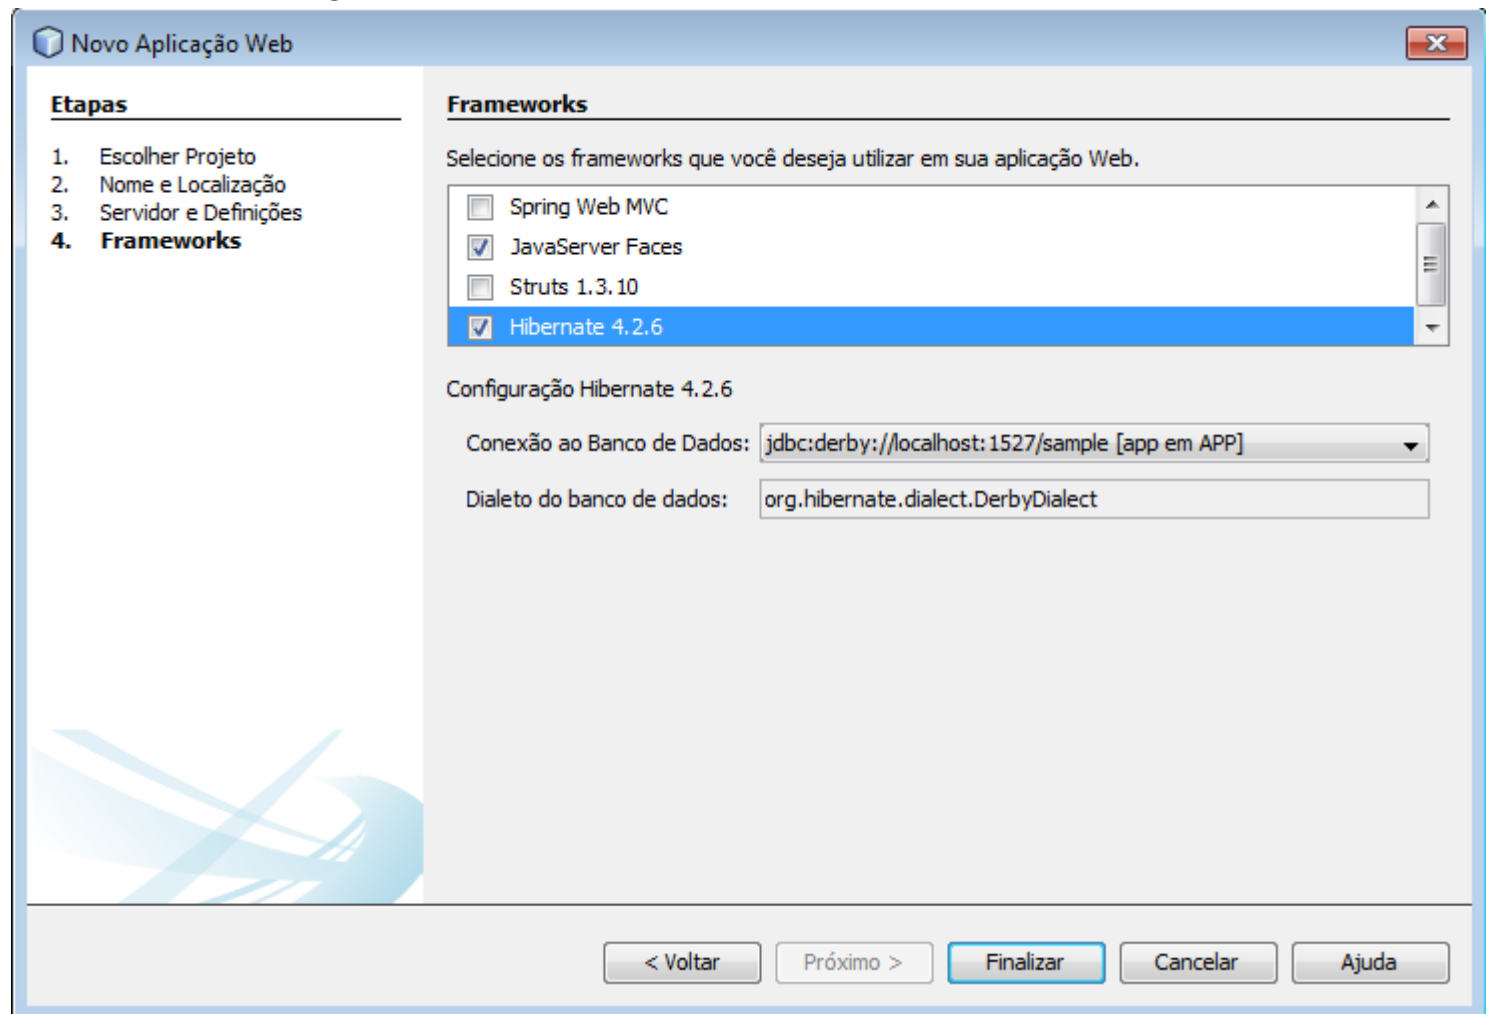 Novo Aplicação Web
Etapas
1. Escolher Projeto
2. Nome e Localização
3. Servidor e Definições
4. Frameworks
Frameworks
Selecione os frameworks que você deseja utilizar em sua aplicação Web.
Spring Web MVC
JavaServer Faces
Struts 1.3.10
Hibernate 4.2.6
Configuração Hibernate 4.2.6
Conexão ao Banco de Dados: jdbc:derby://localhost:1527/sample [app em APP]
Dialeto do banco de dados: org.hibernate.dialect.DerbyDialect
< Voltar Próximo > Finalizar Cancelar Ajuda